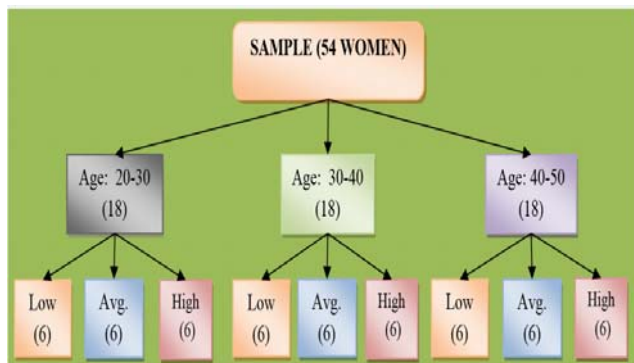 SAMPLE (54 WOMEN)
Age: 20-30
(18)
Age: 30-40
(18)
Age: 40-50
(18)
Low
(6)
Avg.
(6)
High
(6)
Low
(6)
Avg.
(6)
High
(6)
Low
(6)
Avg.
(6)
High
(6)